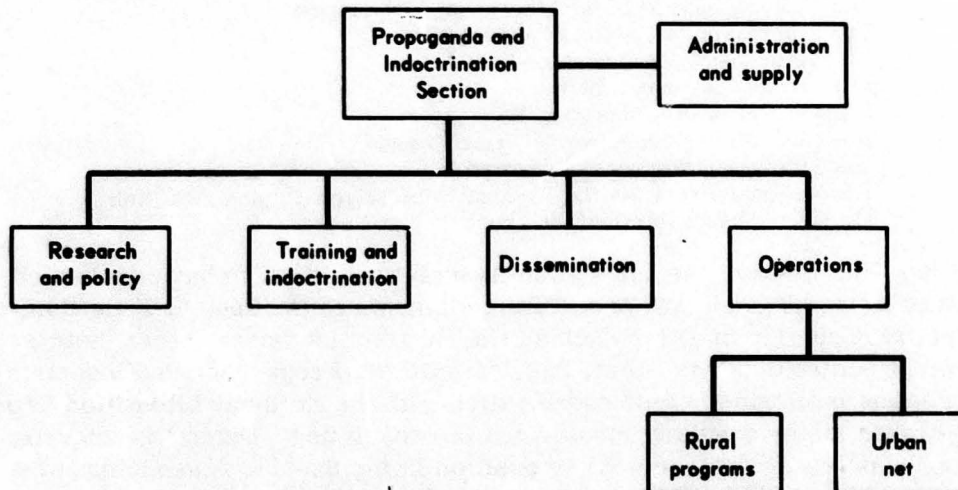 Propaganda and
Indoctrination
Section
Administration
and supply
Research
and policy
Training and
indoctrination
Dissemination
Operations
Rural
programs
Urban
net